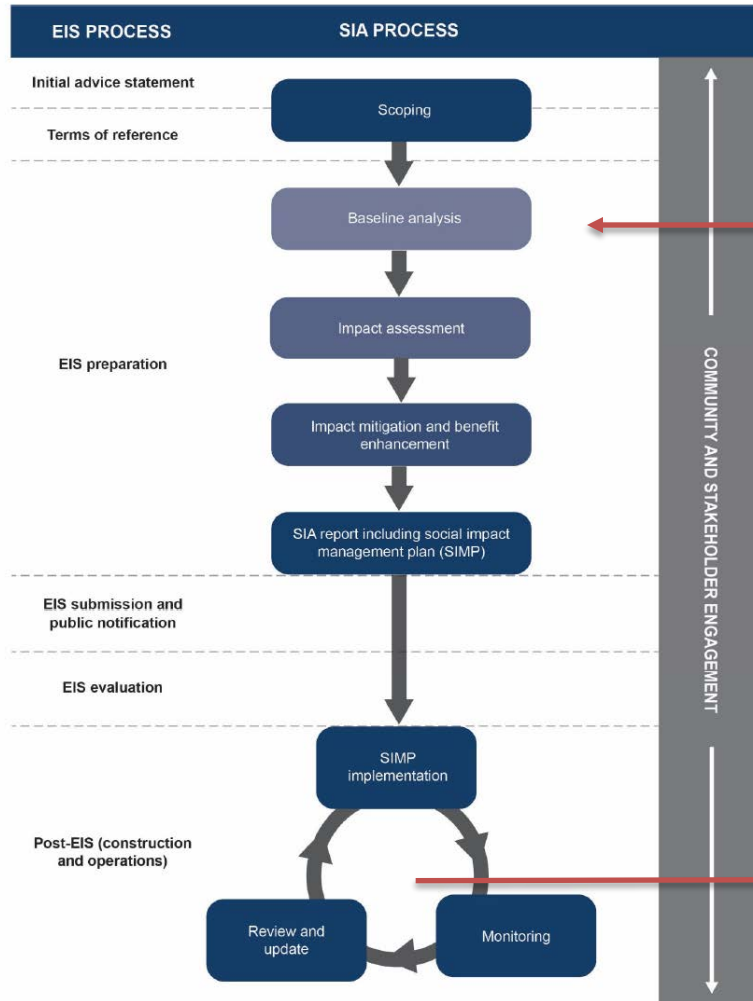 EIS PROCESS
SIA PROCESS
Initial advice statement
Scoping
Terms of reference
Baseline analysis
Impact assessment
EIS preparation
Impact mitigation and benefit
enhancement
SIA report including social impact
management plan (SIMP)
EIS submission and
public notification
EIS evaluation
SIMP
implementation
Post-EIS (construction
and operations)
Review and
update
Monitoring
COMMUNITY AND STAKEHOLDER ENGAGEMENT